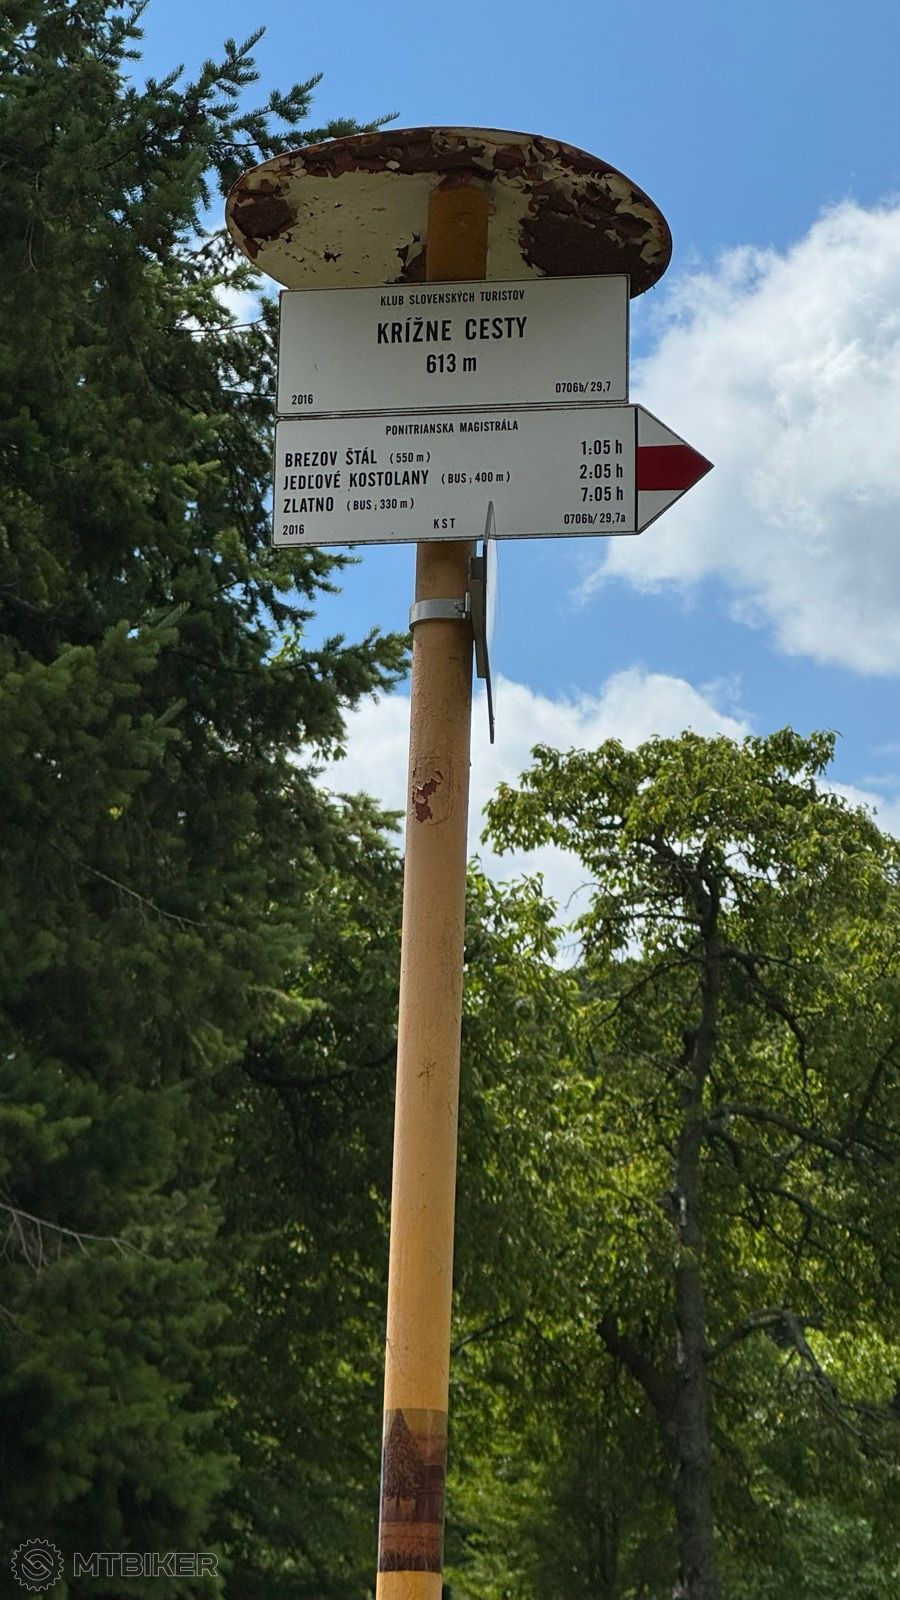 KLUB SLOVENSKÝCH TURISTOV
KRÍŽNE CESTY
613 m
2016 0706b/29,7
PONITRIANSKA MAGISTRÁLA
BREZOV ŠTÁL (550 m) 1:05 h
JEDĽOVÉ KOSTOLANY (BUS; 400 m) 2:05 h
ZLATNO (BUS; 330 m) 7:05 h
2016 KST 0706b/29,7a
MTBIKER